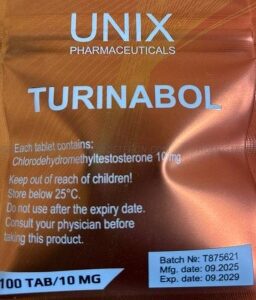 UNIX
PHARMACEUTICALS
TURINABOL
Each tablet contains:
Chlorodehydromethyltestosterone 10 mg
Keep out of reach of children!
Store below 25°C.
Do not use after the expiry date.
Consult your physician before
taking this product.
100 TAB/10 MG
Batch №: T875621
Mfg. date: 09.2025
Exp. date: 09.2029